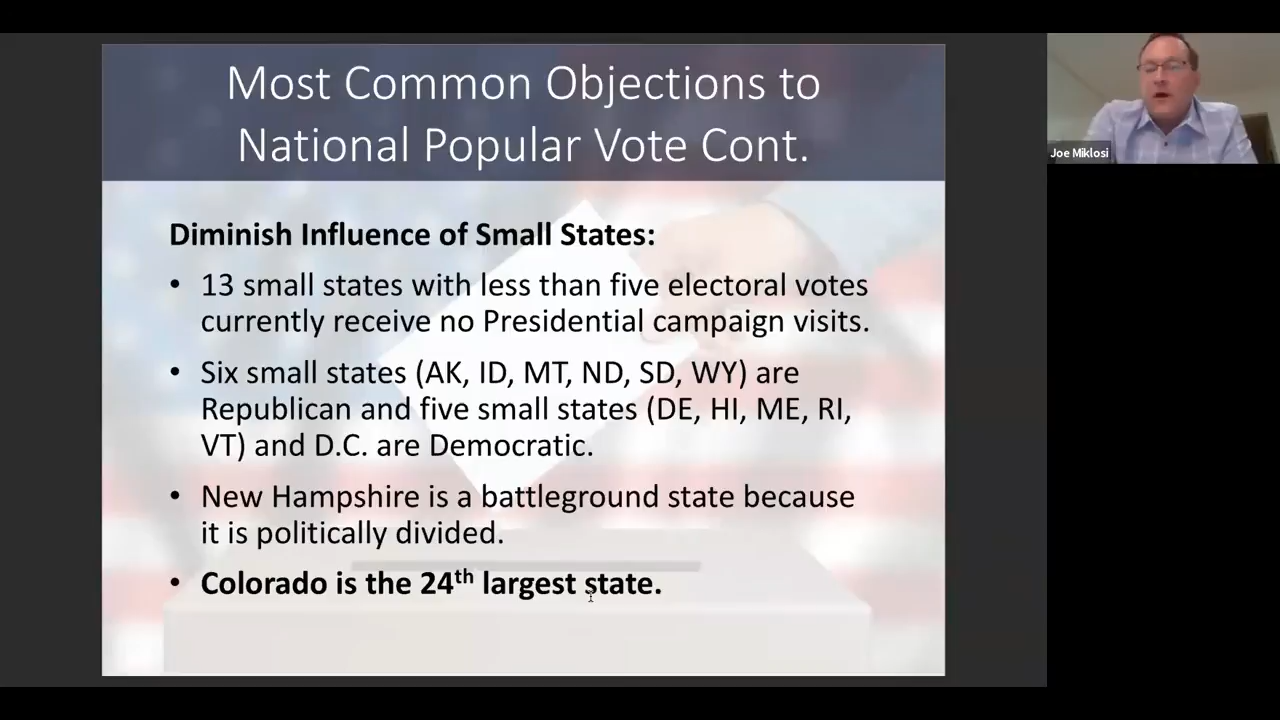 Most Common Objections to
National Popular Vote Cont.
Joe Miklosi
Diminish Influence of Small States:
• 13 small states with less than five electoral votes
currently receive no Presidential campaign visits.
• Six small states (AK, ID, MT, ND, SD, WY) are
Republican and five small states (DE, HI, ME, RI,
VT) and D.C. are Democratic.
• New Hampshire is a battleground state because
it is politically divided.
• Colorado is the 24th largest state.